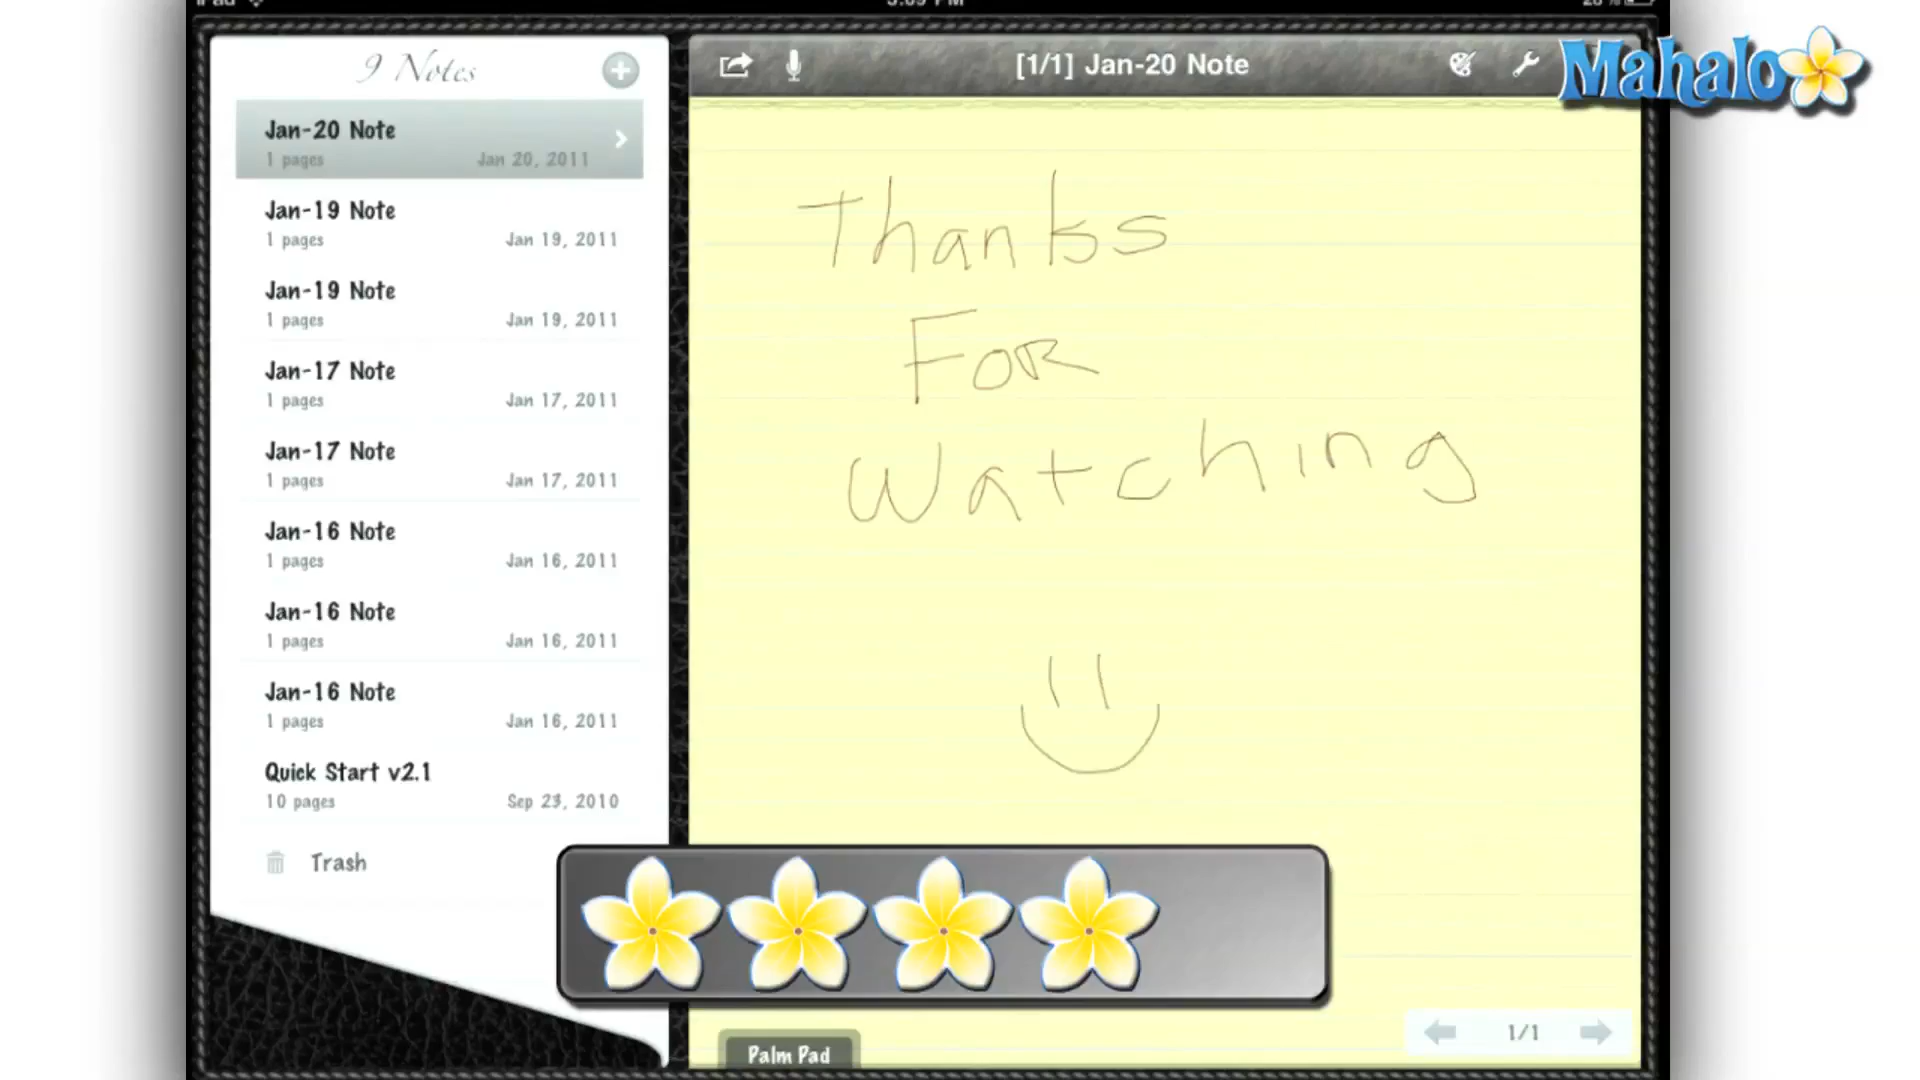 iPad
3:09 PM
9 Notes
[1/1] Jan-20 Note
Mahalo
Jan-20 Note
1 pages Jan 20, 2011
Jan-19 Note
1 pages Jan 19, 2011
Jan-19 Note
1 pages Jan 19, 2011
Jan-17 Note
1 pages Jan 17, 2011
Jan-17 Note
1 pages Jan 17, 2011
Jan-16 Note
1 pages Jan 16, 2011
Jan-16 Note
1 pages Jan 16, 2011
Jan-16 Note
1 pages Jan 16, 2011
Quick Start v2.1
10 pages Sep 23, 2010
Trash
Thanks
For
Watching
Palm Pad
1/1